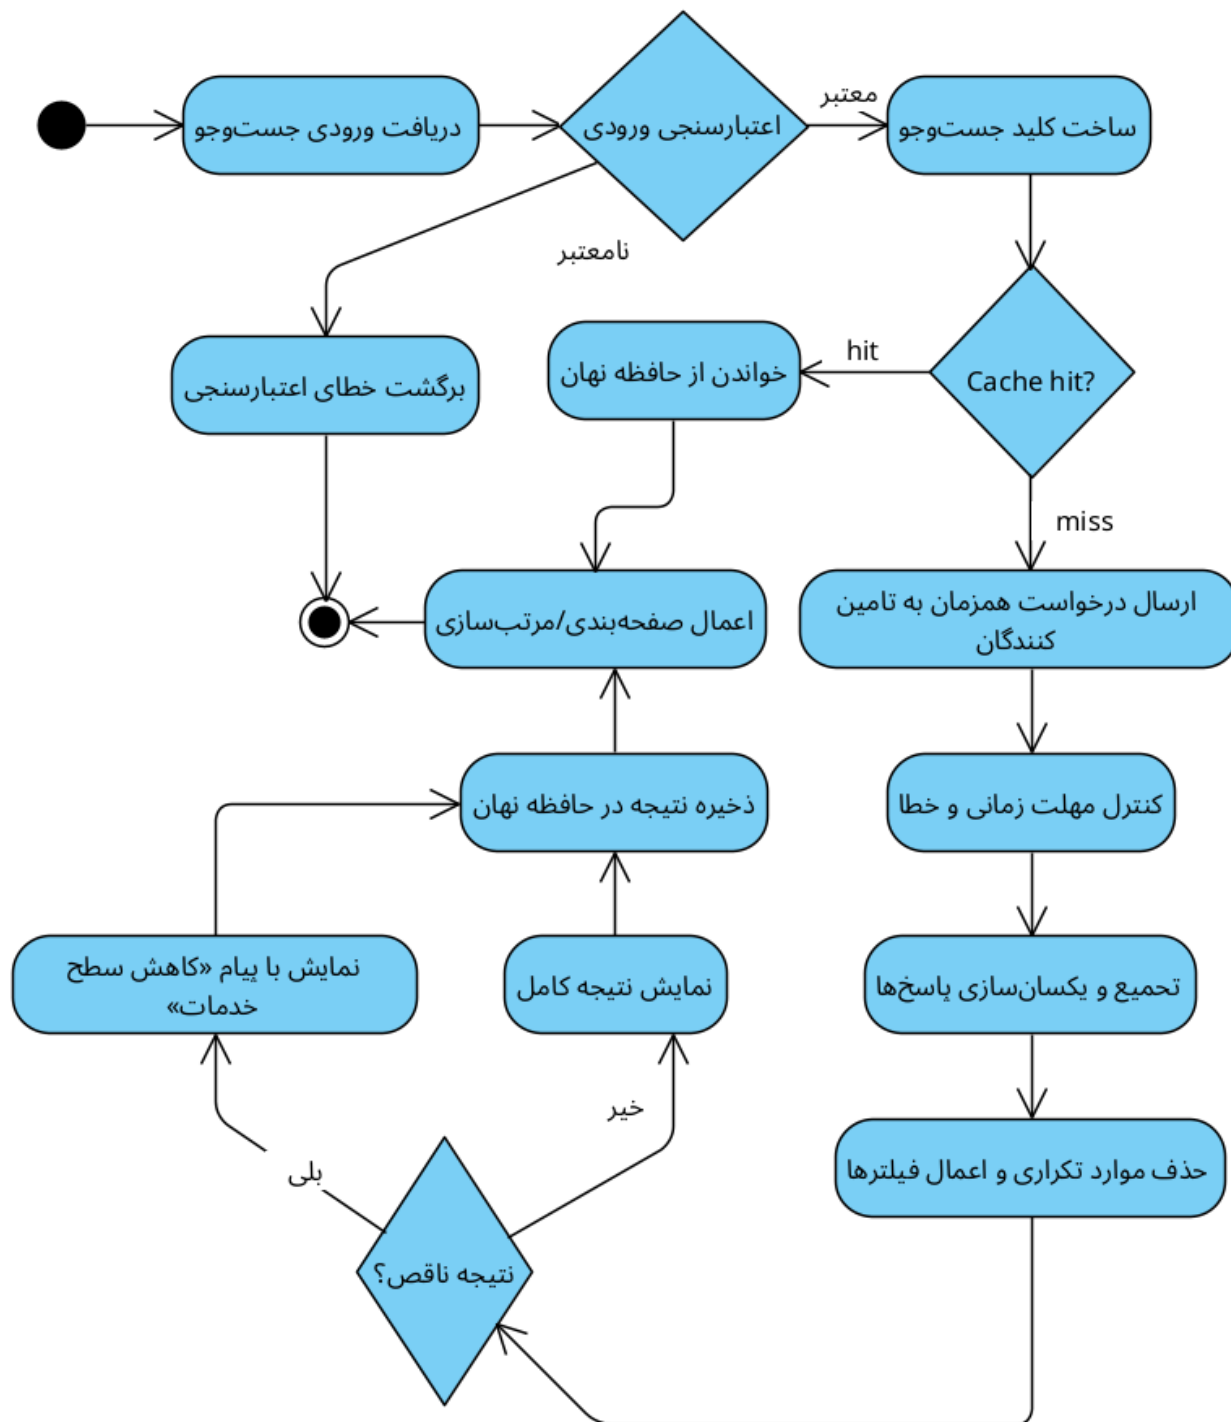 دریافت ورودی جست‌وجو
اعتبارسنجی ورودی
معتبر
ساخت کلید جست‌وجو
نامعتبر
برگشت خطای اعتبارسنجی
خواندن از حافظه نهان
hit
Cache hit?
miss
اعمال صفحه‌بندی/مرتب‌سازی
ارسال درخواست همزمان به تامین
کنندگان
ذخیره نتیجه در حافظه نهان
کنترل مهلت زمانی و خطا
نمایش با پیام «کاهش سطح
خدمات»
نمایش نتیجه کامل
تحمیع و یکسان‌سازی پاسخ‌ها
خیر
بلی
حذف موارد تکراری و اعمال فیلترها
نتیجه ناقص؟